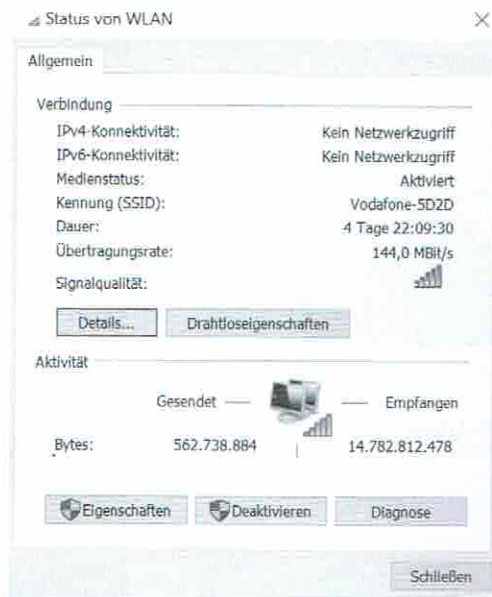 Status von WLAN
Allgemein
Verbindung
IPv4-Konnektivität: Kein Netzwerkzugriff
IPv6-Konnektivität: Kein Netzwerkzugriff
Medienstatus: Aktiviert
Kennung (SSID): Vodafone-5D2D
Dauer: 4 Tage 22:09:30
Übertragungsrate: 144,0 MBit/s
Signalqualität:
Details... Drahtloseigenschaften
Aktivität
Gesendet Empfangen
Bytes: 562.738.884 14.782.812.478
Eigenschaften Deaktivieren Diagnose
Schließen